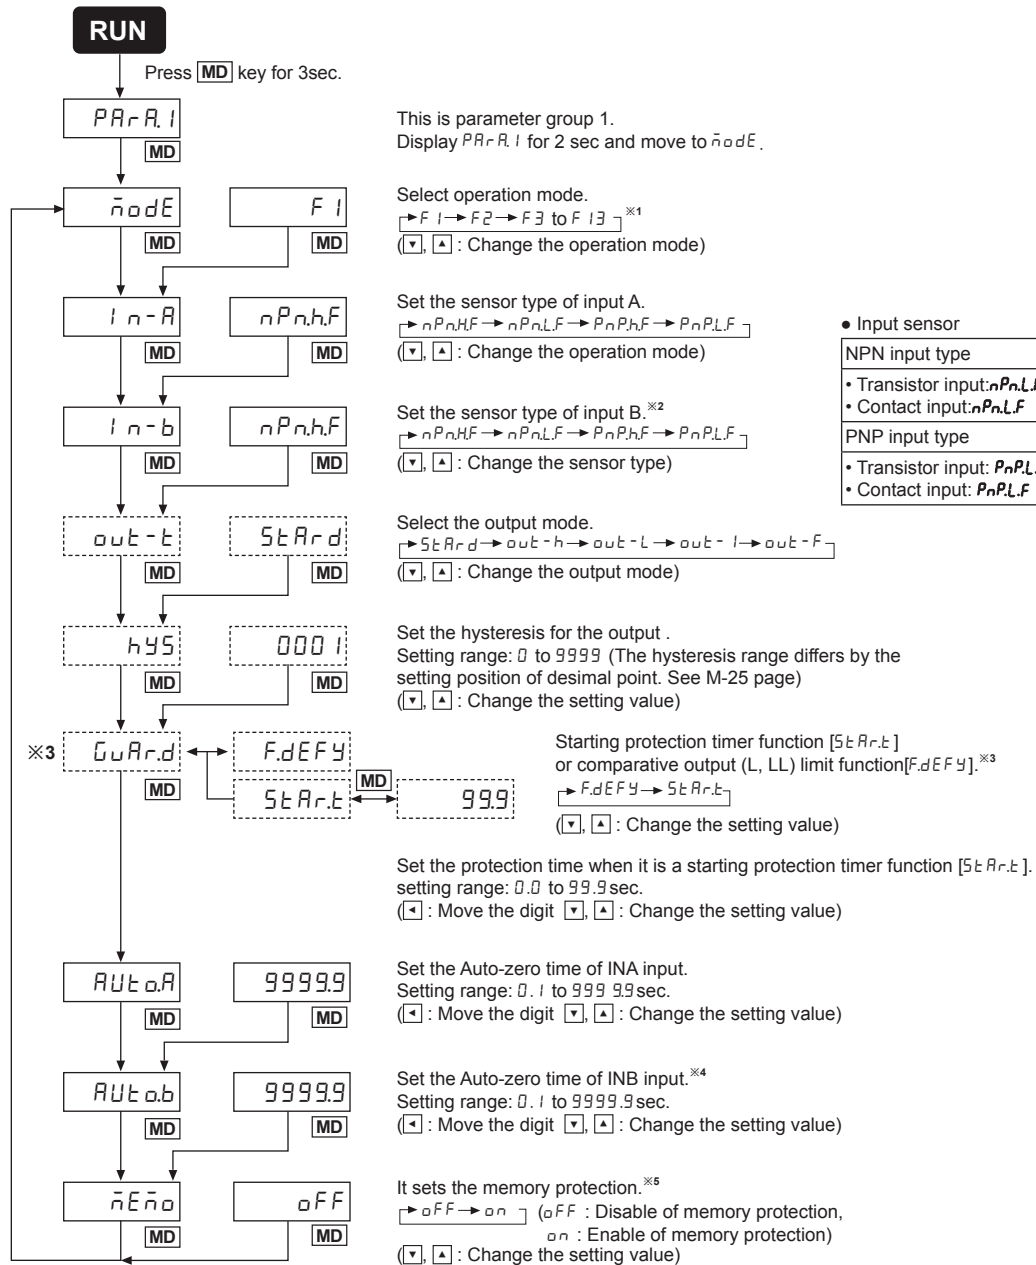 RUN
Press MD key for 3sec.
PArA.1
MD
This is parameter group 1.
Display PArA.1 for 2 sec and move to modE.
modE
F 1
MD
MD
Select operation mode.
F 1 → F2 → F3 to F 13 ※1
(▼, ▲ : Change the operation mode)
In-A
nPn.h.F
MD
MD
Set the sensor type of input A.
nPn.H.F → nPn.L.F → PnP.h.F → PnP.L.F
(▼, ▲ : Change the operation mode)
In-b
nPn.h.F
MD
MD
Set the sensor type of input B.※2
nPn.H.F → nPn.L.F → PnP.h.F → PnP.L.F
(▼, ▲ : Change the sensor type)
● Input sensor
NPN input type
• Transistor input:nPn.L.
• Contact input:nPn.L.F
PNP input type
• Transistor input: PnP.L.
• Contact input: PnP.L.F
out-t
StArd
MD
MD
Select the output mode.
StArd → out-h → out-L → out-1 → out-F
(▼, ▲ : Change the output mode)
hYS
0001
MD
MD
Set the hysteresis for the output .
Setting range: 0 to 9999 (The hysteresis range differs by the
setting position of desimal point. See M-25 page)
(▼, ▲ : Change the setting value)
※3
GuAr.d
F.dEFY
MD
StAr.t
MD
99.9
Starting protection timer function [StAr.t]
or comparative output (L, LL) limit function[F.dEFY].※3
F.dEFY → StAr.t
(▼, ▲ : Change the setting value)
Set the protection time when it is a starting protection timer function [StAr.t].
setting range: 0.0 to 99.9 sec.
(◄ : Move the digit ▼, ▲ : Change the setting value)
AUto.A
9999.9
MD
MD
Set the Auto-zero time of INA input.
Setting range: 0.1 to 999 9.9 sec.
(◄ : Move the digit ▼, ▲ : Change the setting value)
AUto.b
9999.9
MD
MD
Set the Auto-zero time of INB input.※4
Setting range: 0.1 to 9999.9 sec.
(◄ : Move the digit ▼, ▲ : Change the setting value)
mEmo
oFF
MD
MD
It sets the memory protection.※5
oFF → on (oFF : Disable of memory protection,
on : Enable of memory protection)
(▼, ▲ : Change the setting value)